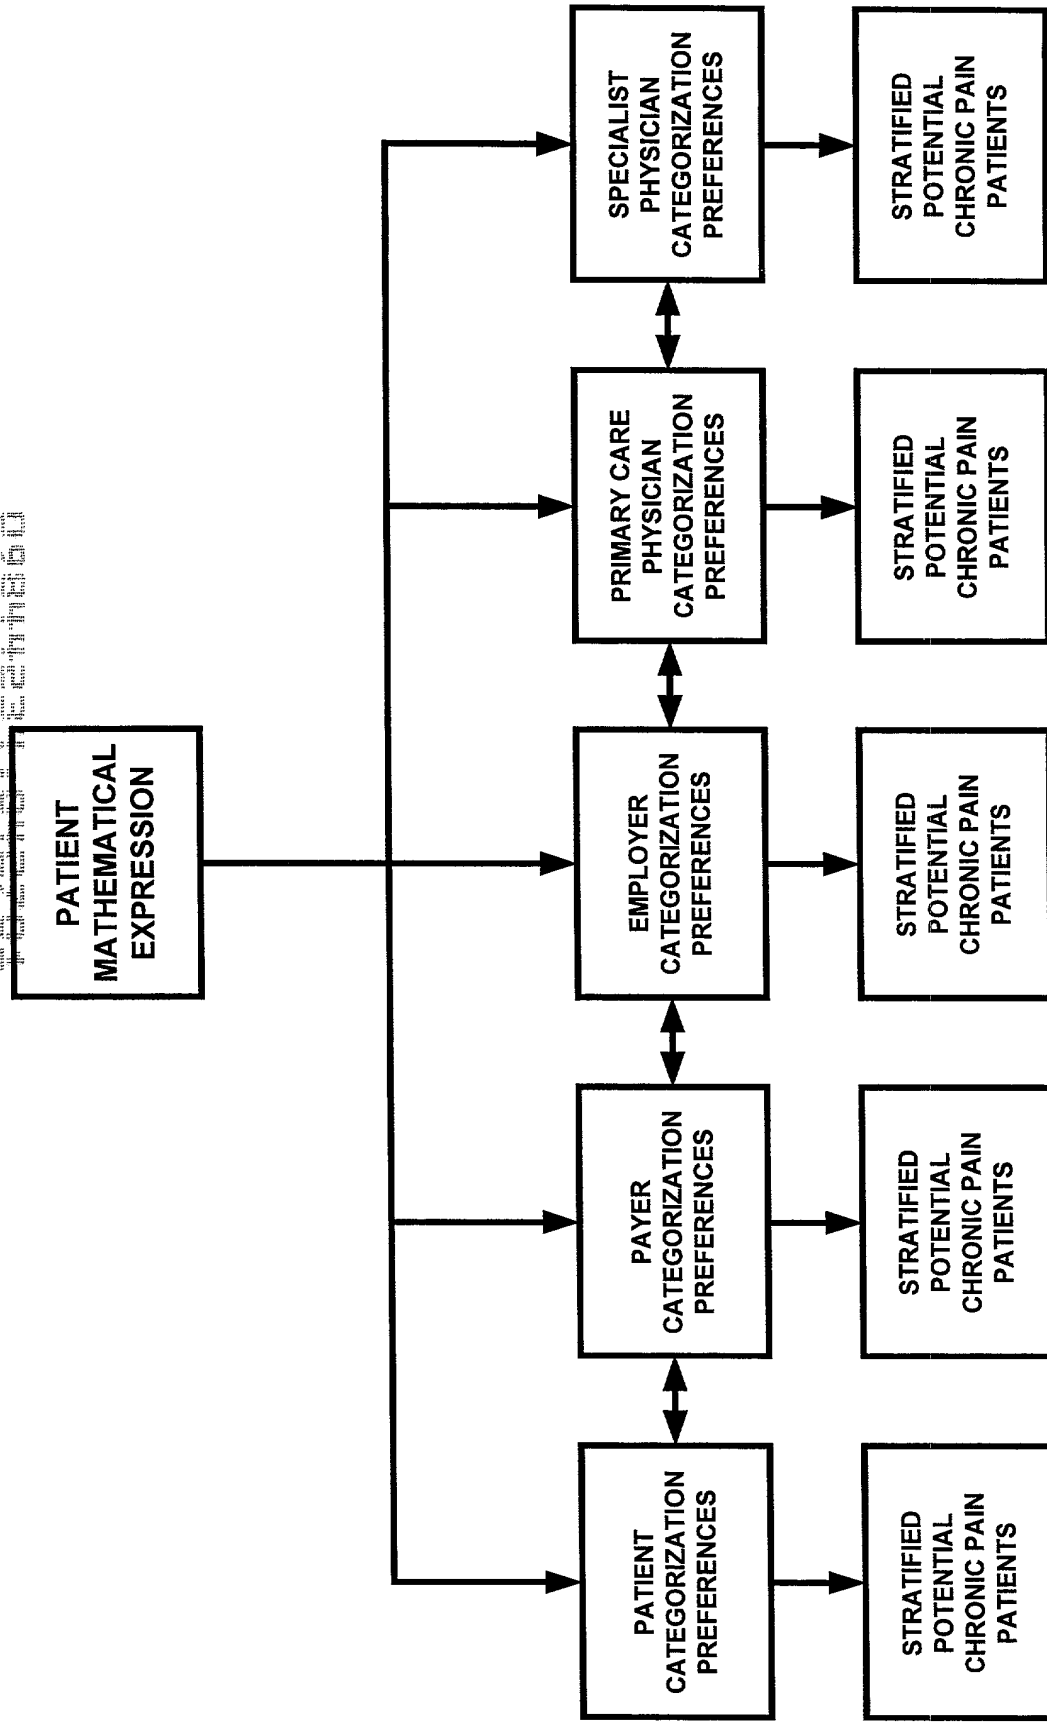 PATIENT
MATHEMATICAL
EXPRESSION
PATIENT
CATEGORIZATION
PREFERENCES
PAYER
CATEGORIZATION
PREFERENCES
EMPLOYER
CATEGORIZATION
PREFERENCES
PRIMARY CARE
PHYSICIAN
CATEGORIZATION
PREFERENCES
SPECIALIST
PHYSICIAN
CATEGORIZATION
PREFERENCES
STRATIFIED
POTENTIAL
CHRONIC PAIN
PATIENTS
STRATIFIED
POTENTIAL
CHRONIC PAIN
PATIENTS
STRATIFIED
POTENTIAL
CHRONIC PAIN
PATIENTS
STRATIFIED
POTENTIAL
CHRONIC PAIN
PATIENTS
STRATIFIED
POTENTIAL
CHRONIC PAIN
PATIENTS